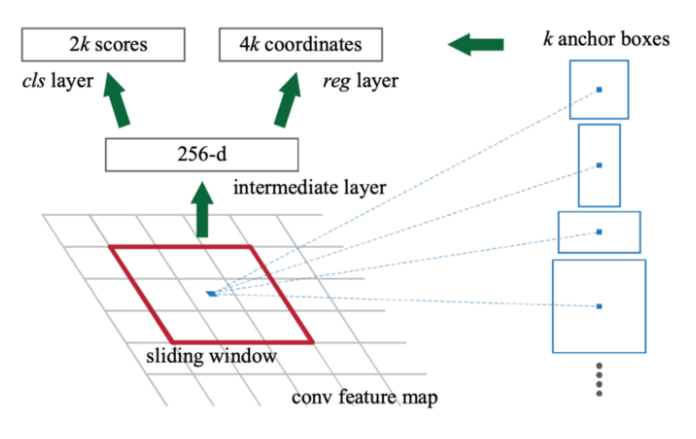 2k scores
4k coordinates
k anchor boxes
cls layer
reg layer
256-d
intermediate layer
sliding window
conv feature map